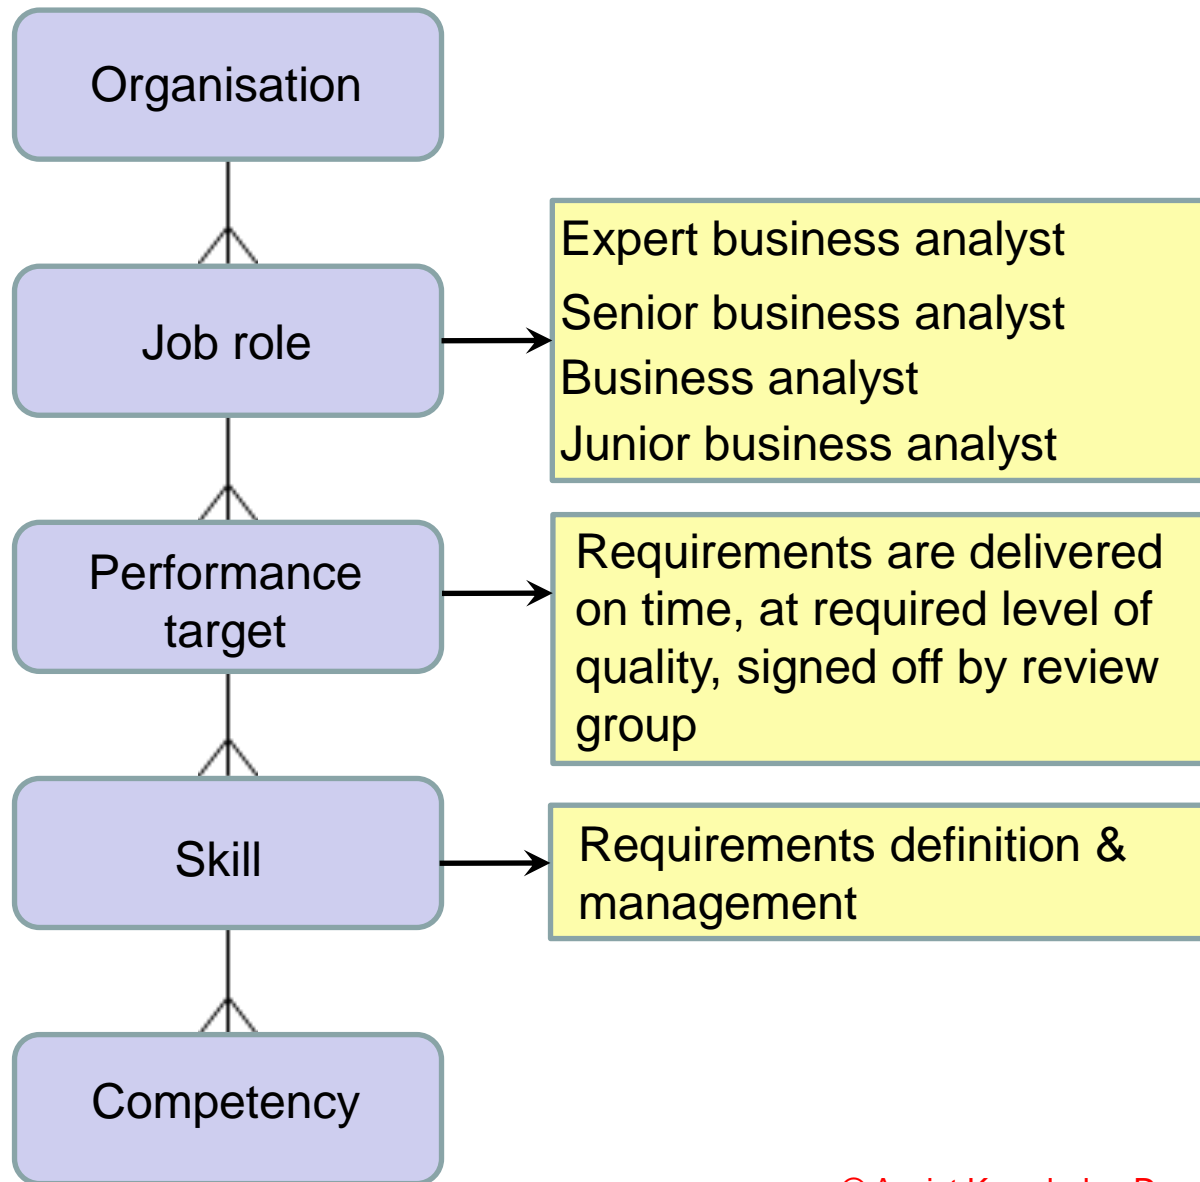 Organisation
Expert business analyst
Senior business analyst
Job role
Business analyst
Junior business analyst
Performance
target
Requirements are delivered
on time, at required level of
quality, signed off by review
group
Skill
Requirements definition &
management
Competency
©